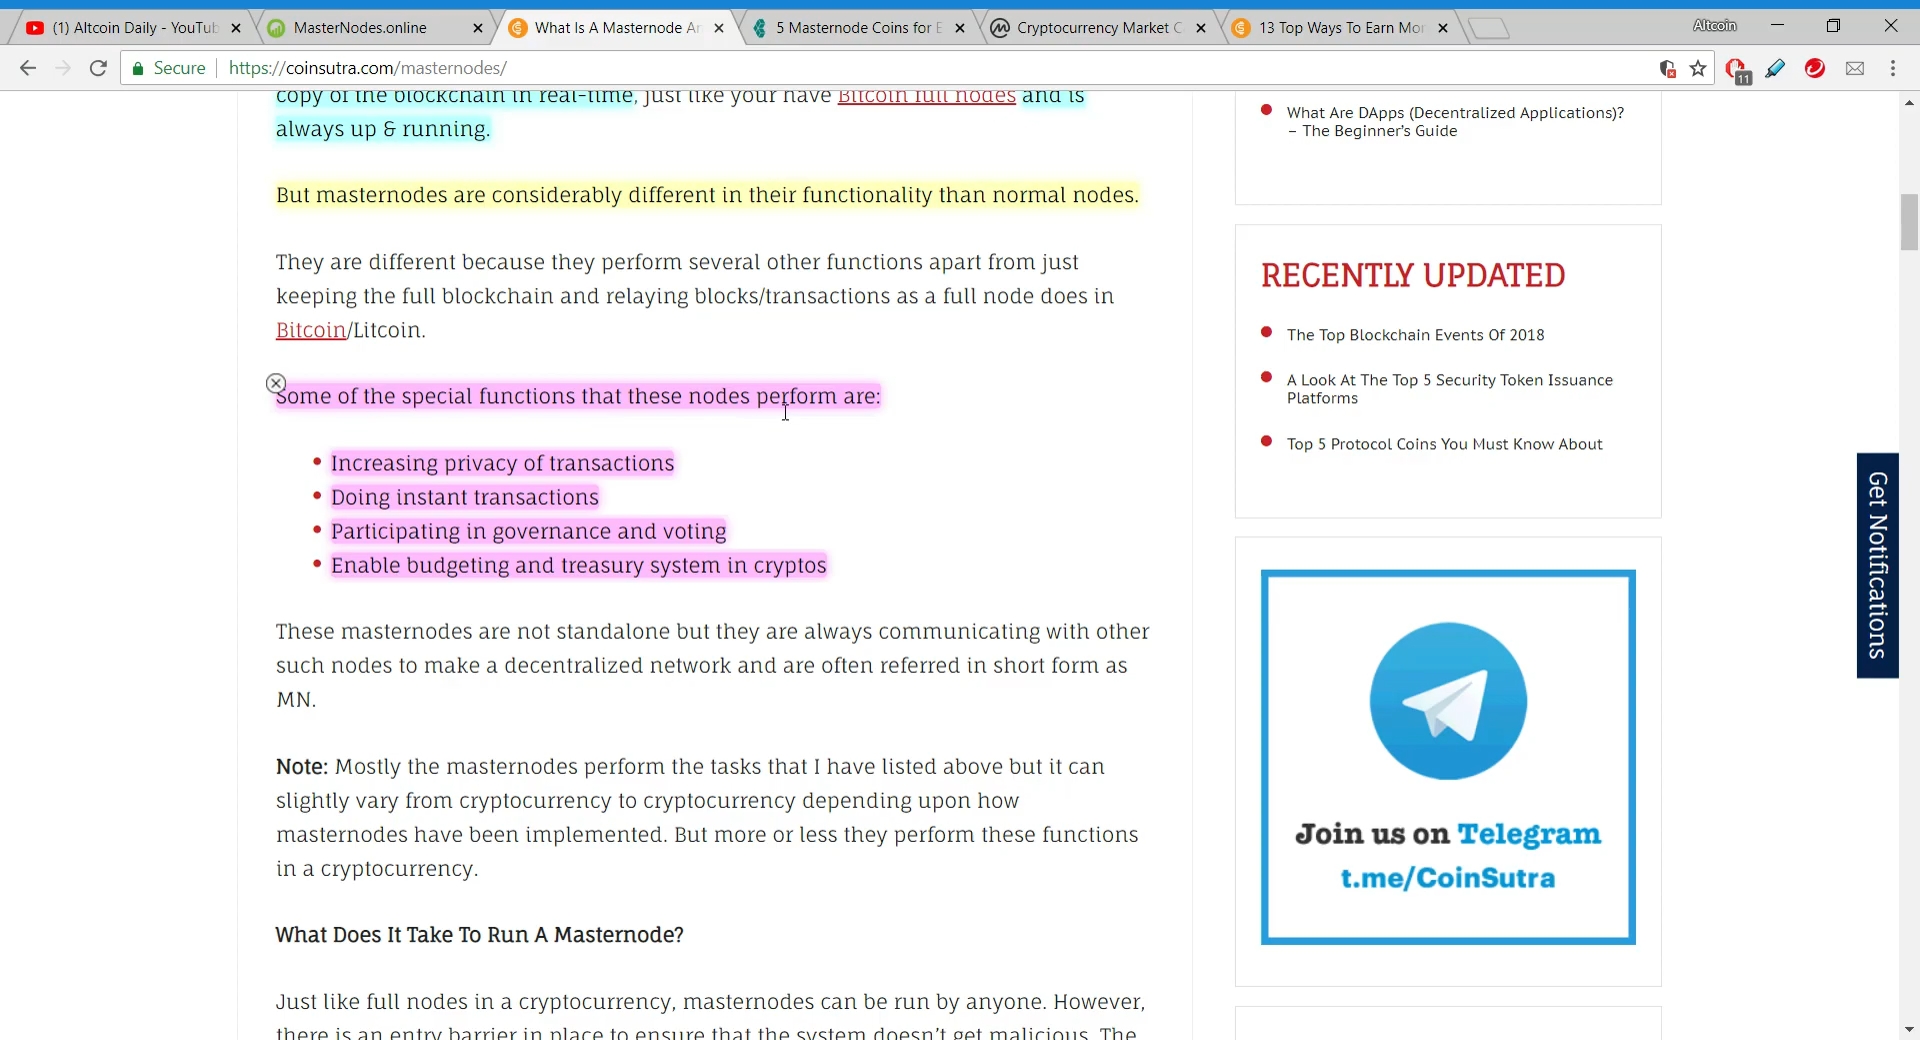 (1) Altcoin Daily - YouTub
MasterNodes.online
What Is A Masternode Ar
5 Masternode Coins for E
Cryptocurrency Market C
13 Top Ways To Earn Mor
Altcoin
Secure
https://coinsutra.com/masternodes/
11
copy of the blockchain in real-time, just like your have Bitcoin full nodes and is
always up & running.
But masternodes are considerably different in their functionality than normal nodes.
They are different because they perform several other functions apart from just
keeping the full blockchain and relaying blocks/transactions as a full node does in
Bitcoin/Litcoin.
Some of the special functions that these nodes perform are:
• Increasing privacy of transactions
• Doing instant transactions
• Participating in governance and voting
• Enable budgeting and treasury system in cryptos
These masternodes are not standalone but they are always communicating with other
such nodes to make a decentralized network and are often referred in short form as
MN.
Note: Mostly the masternodes perform the tasks that I have listed above but it can
slightly vary from cryptocurrency to cryptocurrency depending upon how
masternodes have been implemented. But more or less they perform these functions
in a cryptocurrency.
What Does It Take To Run A Masternode?
Just like full nodes in a cryptocurrency, masternodes can be run by anyone. However,
there is an entry barrier in place to ensure that the system doesn't get malicious. The
What Are DApps (Decentralized Applications)?
– The Beginner's Guide
RECENTLY UPDATED
The Top Blockchain Events Of 2018
A Look At The Top 5 Security Token Issuance
Platforms
Top 5 Protocol Coins You Must Know About
Join us on Telegram
t.me/CoinSutra
Get Notifications